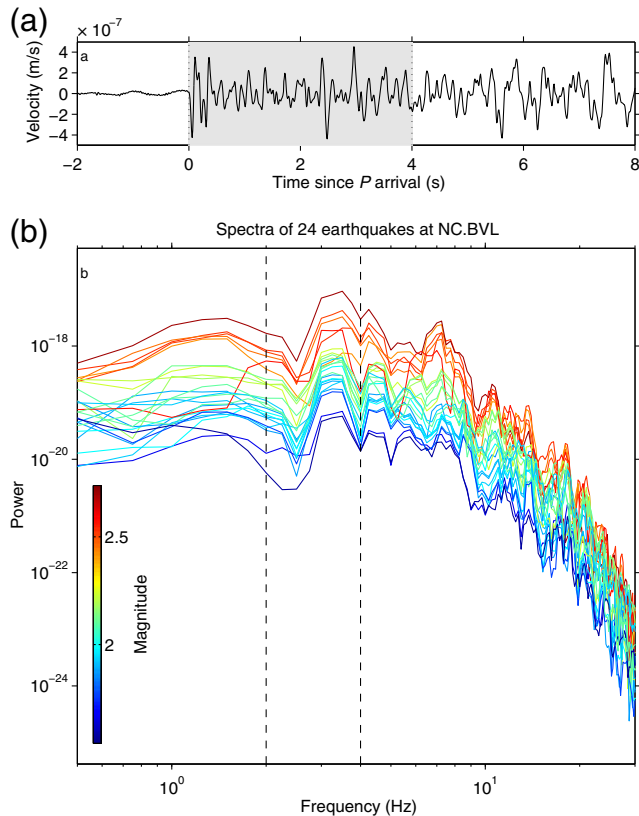 (a)
× 10⁻⁷
4
2
0
−2
−4
Velocity (m/s)
a
−2 0 2 4 6 8
Time since P arrival (s)
(b)
Spectra of 24 earthquakes at NC.BVL
b
10⁻¹⁸
10⁻²⁰
10⁻²²
10⁻²⁴
Power
2.5
2
Magnitude
10⁰ 10¹
Frequency (Hz)